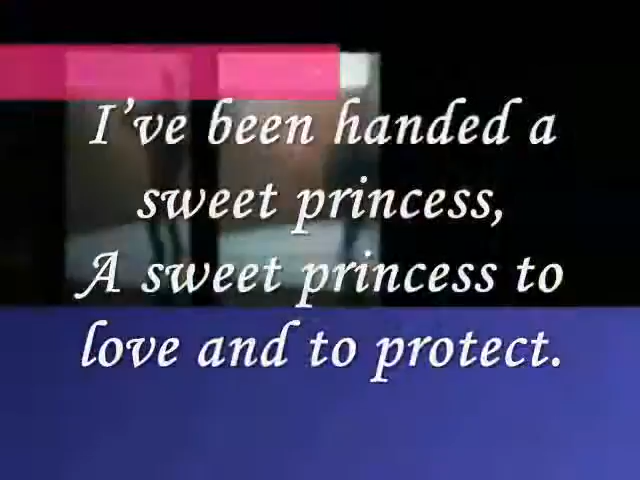 I've been handed a
sweet princess,
A sweet princess to
love and to protect.